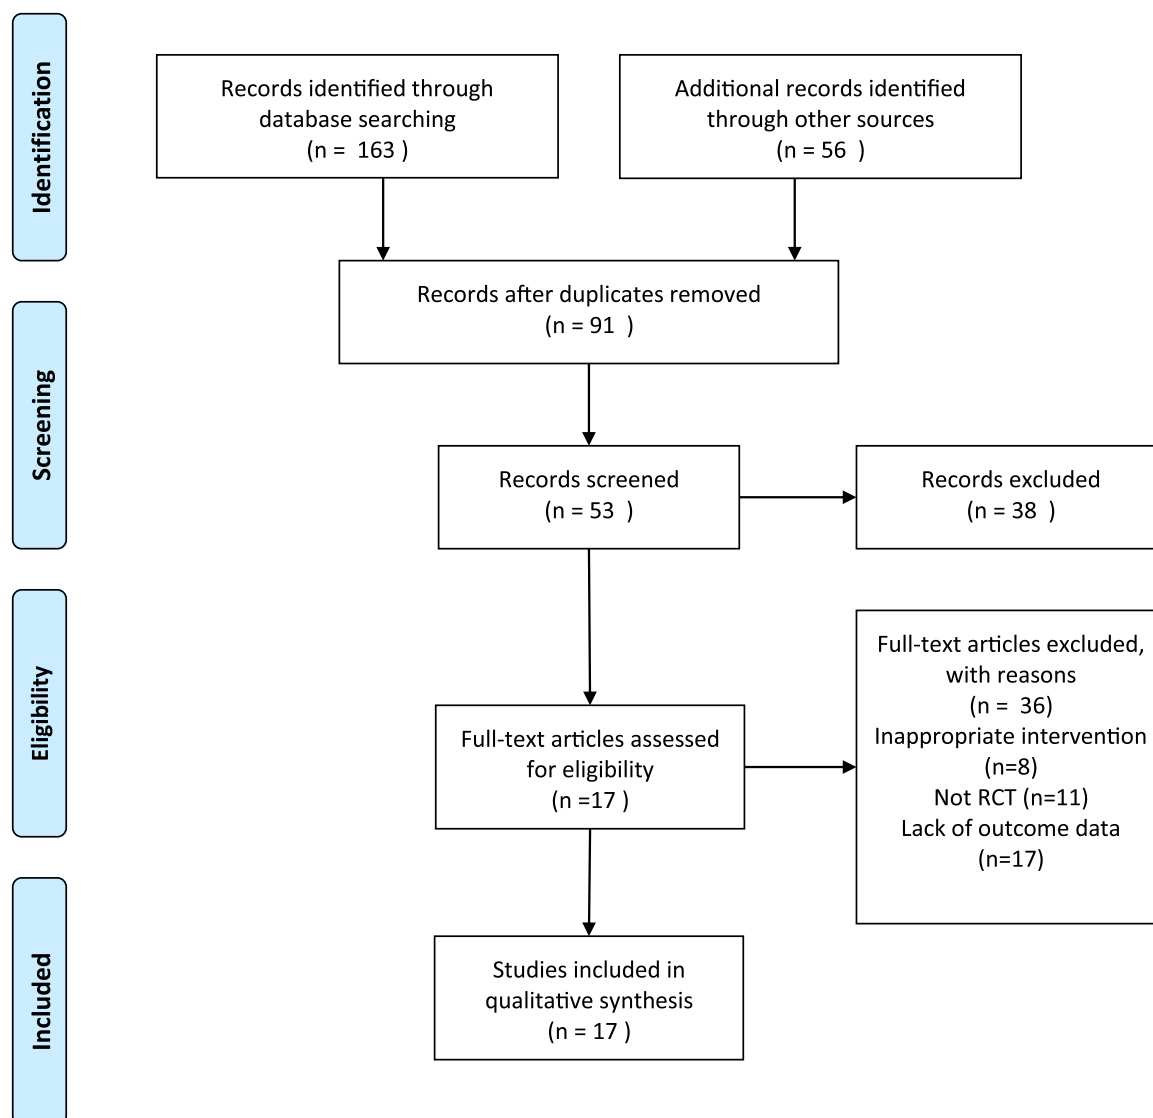 Identification
Records identified through
database searching
(n =  163 )
Additional records identified
through other sources
(n = 56  )
Records after duplicates removed
(n = 91  )
Screening
Records screened
(n = 53  )
Records excluded
(n = 38  )
Eligibility
Full-text articles assessed
for eligibility
(n =17 )
Full-text articles excluded,
with reasons
(n =  36)
Inappropriate intervention
(n=8)
Not RCT (n=11)
Lack of outcome data
(n=17)
Included
Studies included in
qualitative synthesis
(n = 17 )